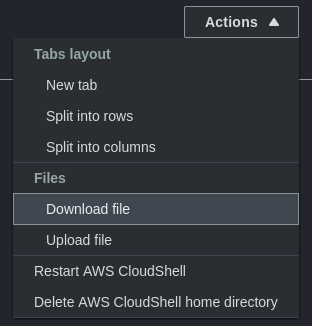 Actions
Tabs layout
New tab
Split into rows
Split into columns
Files
Download file
Upload file
Restart AWS CloudShell
Delete AWS CloudShell home directory